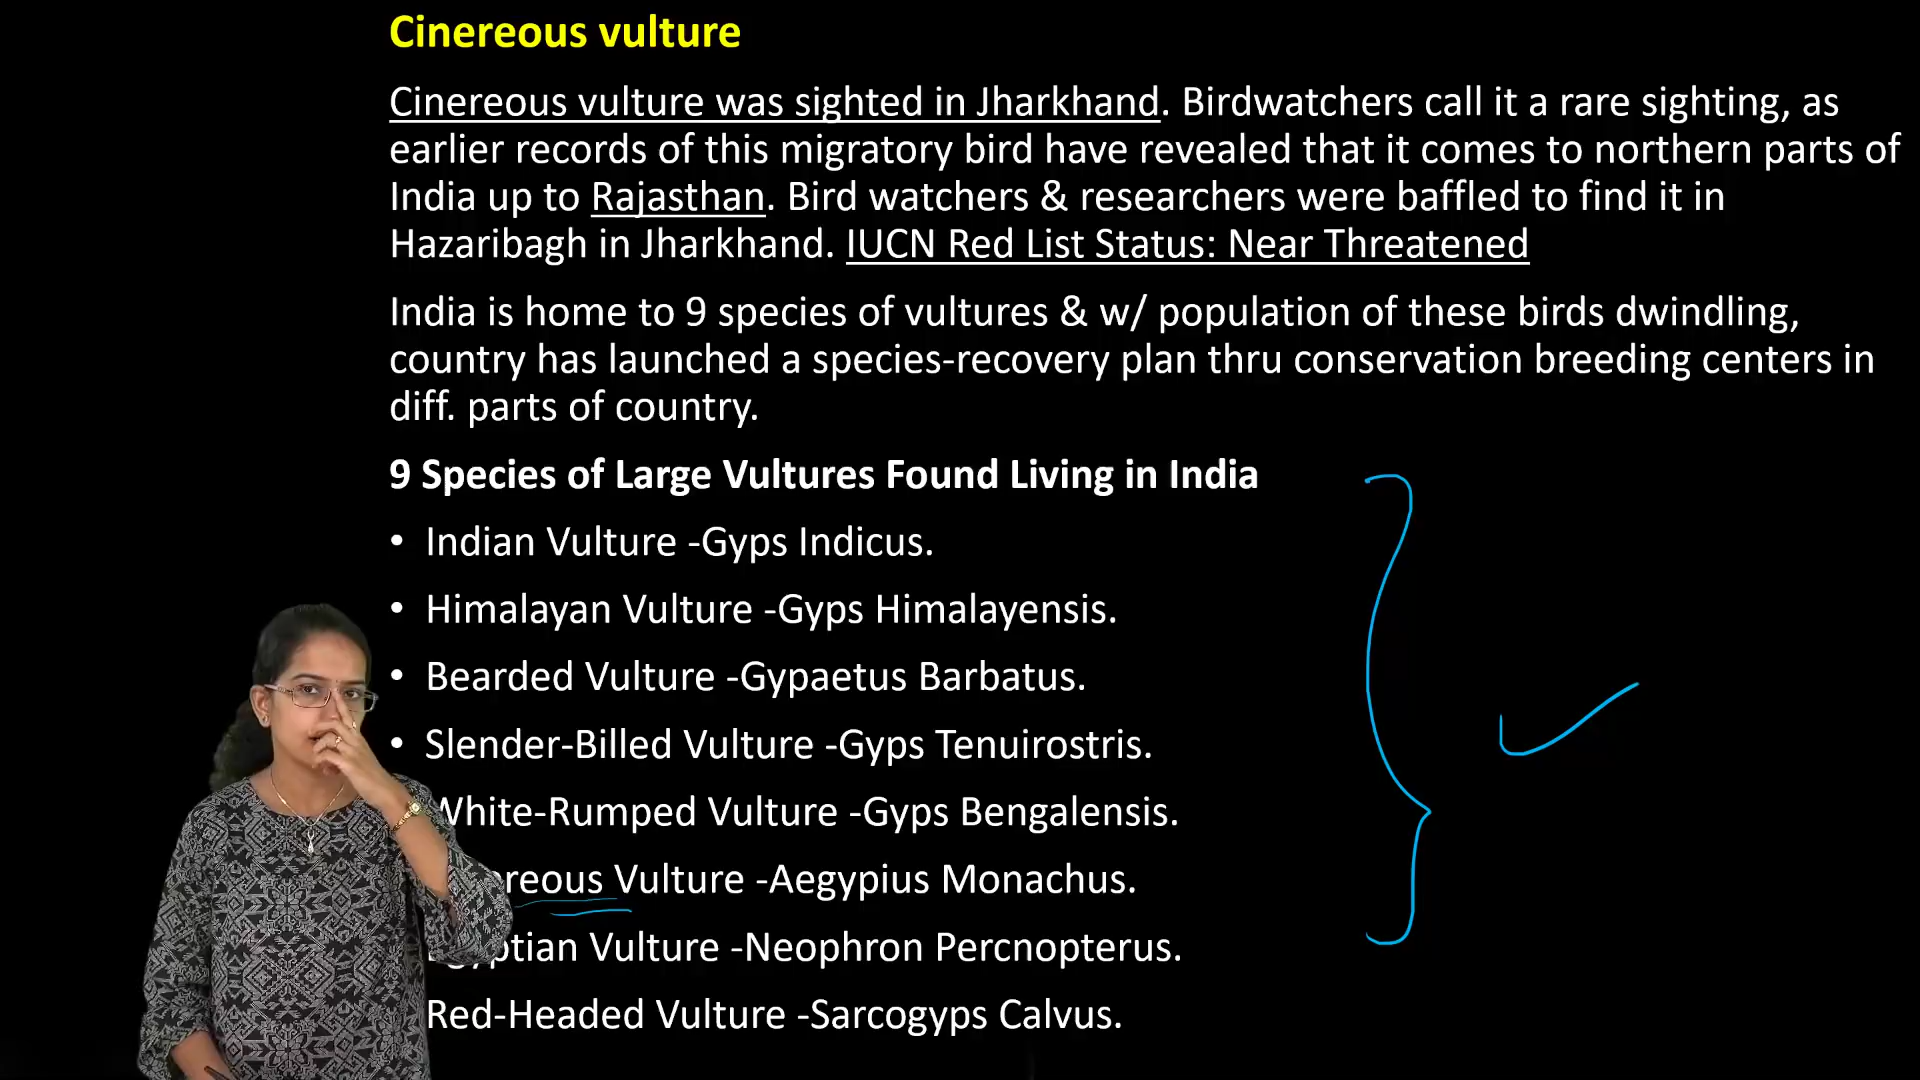 Cinereous vulture
Cinereous vulture was sighted in Jharkhand. Birdwatchers call it a rare sighting, as
earlier records of this migratory bird have revealed that it comes to northern parts of
India up to Rajasthan. Bird watchers & researchers were baffled to find it in
Hazaribagh in Jharkhand. IUCN Red List Status: Near Threatened
India is home to 9 species of vultures & w/ population of these birds dwindling,
country has launched a species-recovery plan thru conservation breeding centers in
diff. parts of country.
9 Species of Large Vultures Found Living in India
• Indian Vulture -Gyps Indicus.
• Himalayan Vulture -Gyps Himalayensis.
• Bearded Vulture -Gypaetus Barbatus.
• Slender-Billed Vulture -Gyps Tenuirostris.
White-Rumped Vulture -Gyps Bengalensis.
Vulture -Aegypius Monachus.
Vulture -Neophron Percnopterus.
Red-Headed Vulture -Sarcogyps Calvus.